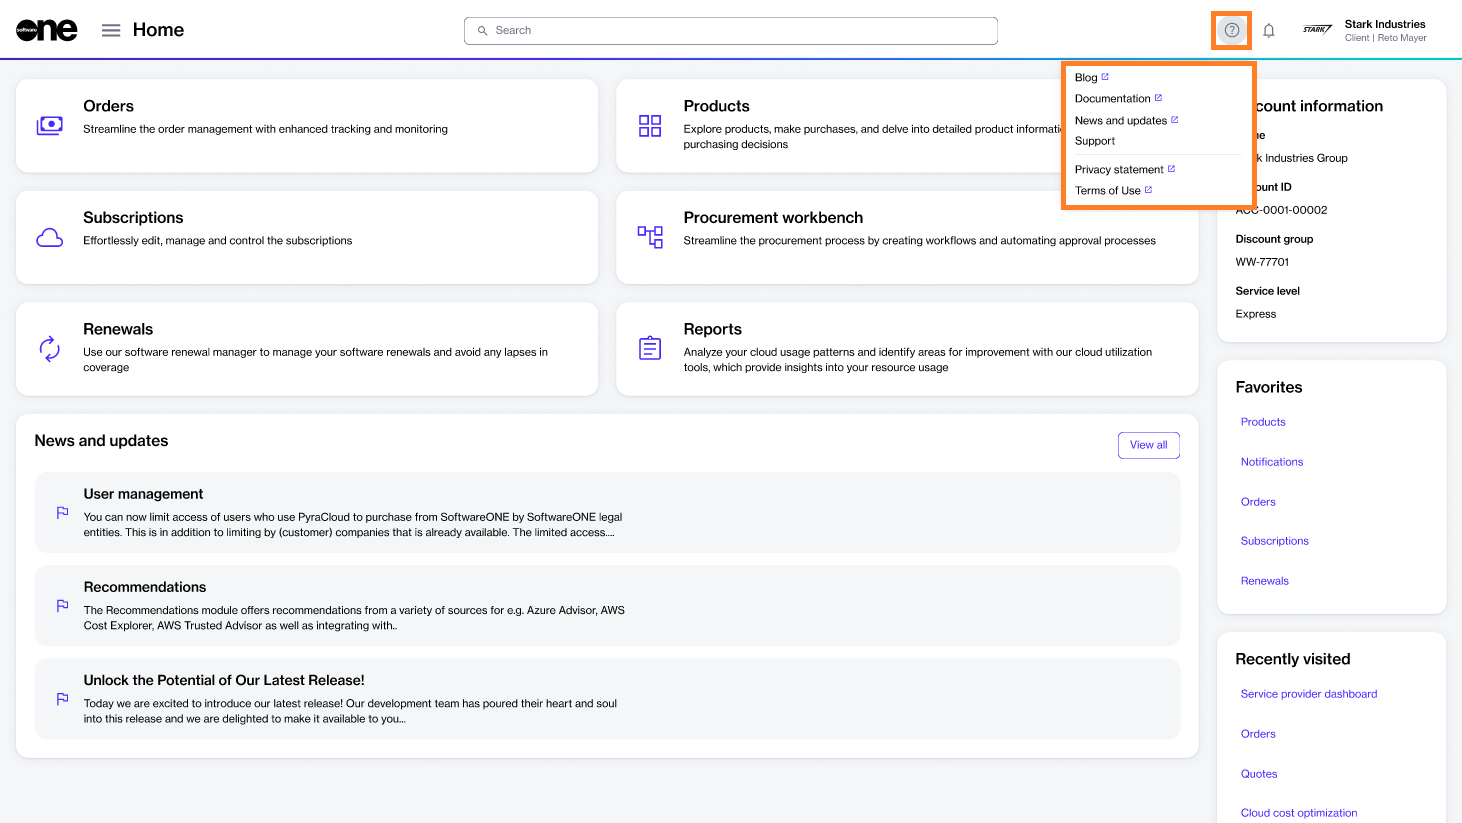 software
one
Home
Search
STARK
Stark Industries
Client | Reto Mayer
Blog
Documentation
News and updates
Support
Privacy statement
Terms of Use
Orders
Streamline the order management with enhanced tracking and monitoring
Products
Explore products, make purchases, and delve into detailed product
purchasing decisions
Subscriptions
Effortlessly edit, manage and control the subscriptions
Procurement workbench
Streamline the procurement process by creating workflows and automating approval processes
Renewals
Use our software renewal manager to manage your software renewals and avoid any lapses in
coverage
Reports
Analyze your cloud usage patterns and identify areas for improvement with our cloud utilization
tools, which provide insights into your resource usage
News and updates
View all
User management
You can now limit access of users who use PyraCloud to purchase from SoftwareONE by SoftwareONE legal
entities. This is in addition to limiting by (customer) companies that is already available. The limited access....
Recommendations
The Recommendations module offers recommendations from a variety of sources for e.g. Azure Advisor, AWS
Cost Explorer, AWS Trusted Advisor as well as integrating with..
Unlock the Potential of Our Latest Release!
Today we are excited to introduce our latest release! Our development team has poured their heart and soul
into this release and we are delighted to make it available to you...
information
Industries Group
ID
ACC-0001-00002
Discount group
WW-77701
Service level
Express
Favorites
Products
Notifications
Orders
Subscriptions
Renewals
Recently visited
Service provider dashboard
Orders
Quotes
Cloud cost optimization